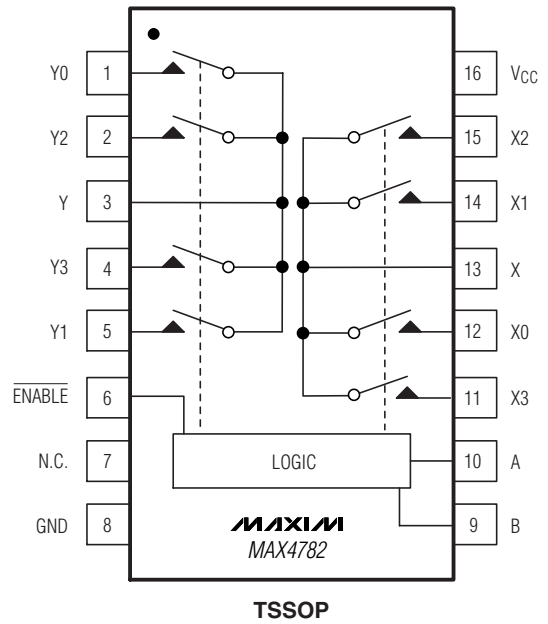 Y0 1 16 VCC
Y2 2 15 X2
Y 3 14 X1
Y3 4 13 X
Y1 5 12 X0
ENABLE 6 11 X3
N.C. 7 LOGIC 10 A
GND 8 MAXIM 9 B
MAX4782
TSSOP